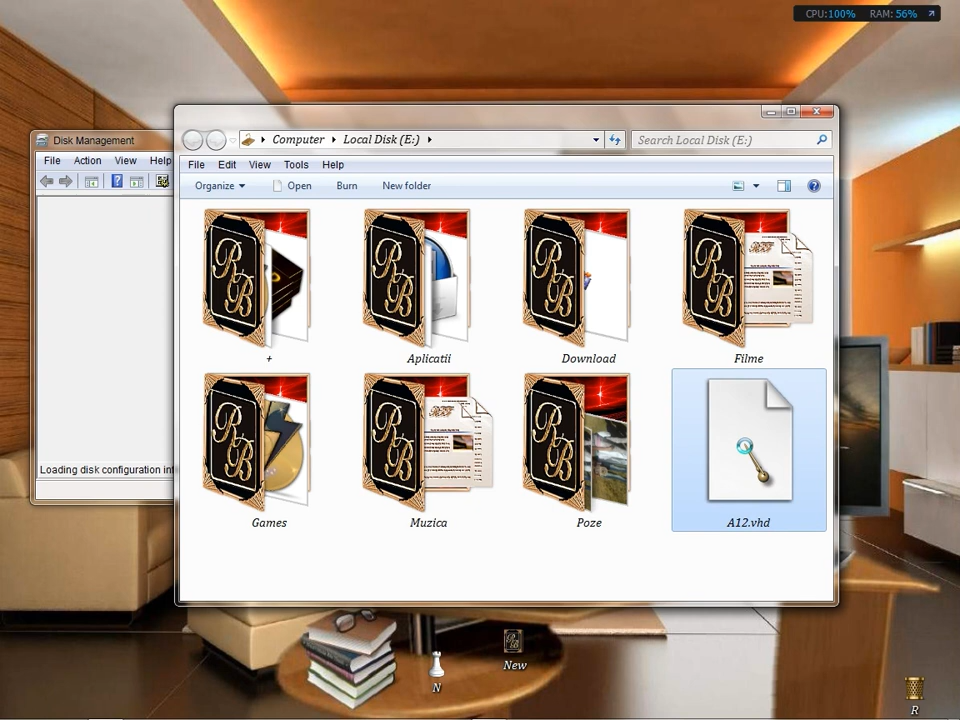 CPU:100% RAM: 56%
Disk Management
File Action View Help
Loading disk configuration
Computer Local Disk (E:)
Search Local Disk (E:)
File Edit View Tools Help
Organize Open Burn New folder
+
Aplicatii
Download
Filme
Games
Muzica
Poze
A12.vhd
New
N
R